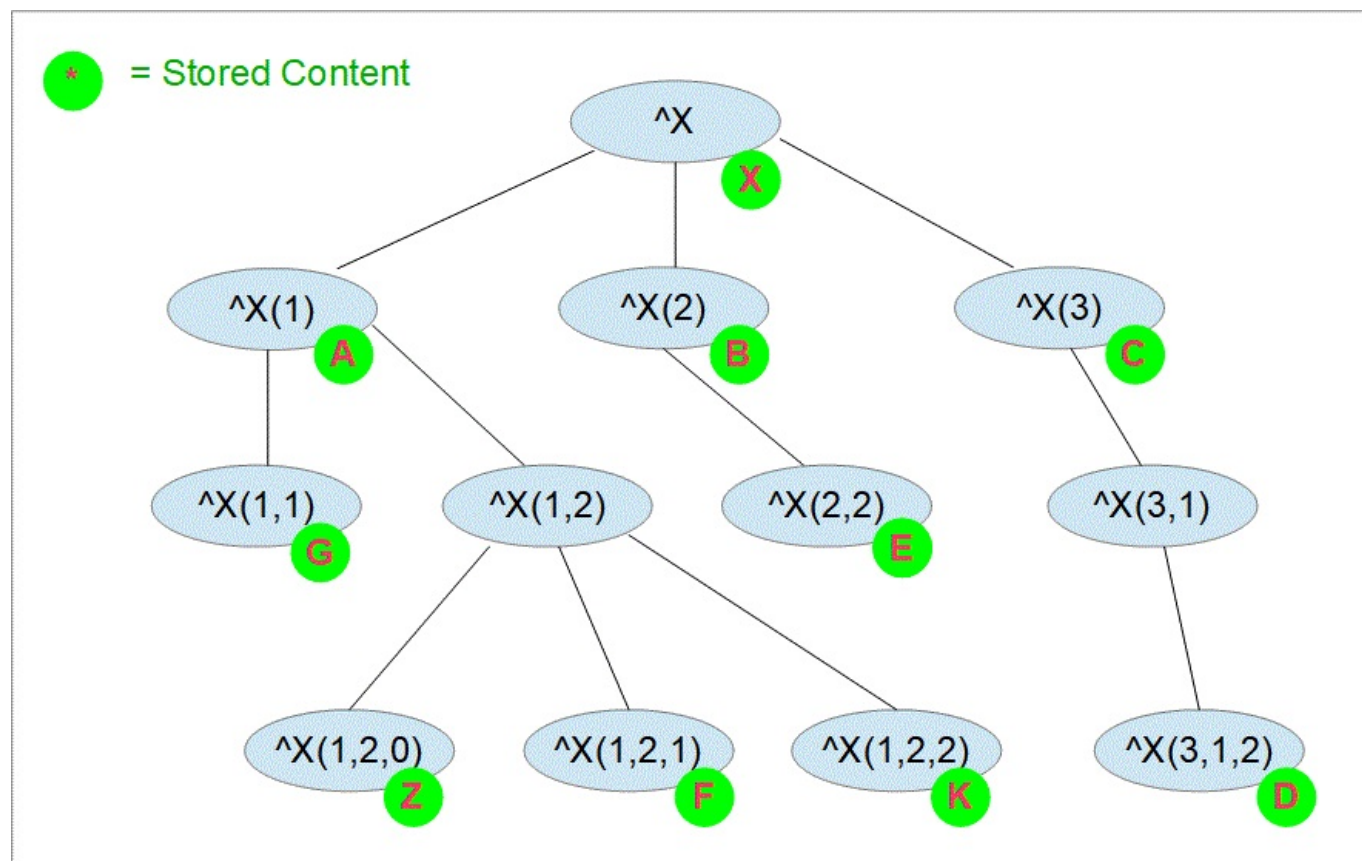 * = Stored Content
^X
X
^X(1) ^X(2) ^X(3)
A B C
^X(1,1) ^X(1,2) ^X(2,2) ^X(3,1)
G E
^X(1,2,0) ^X(1,2,1) ^X(1,2,2) ^X(3,1,2)
Z F K D